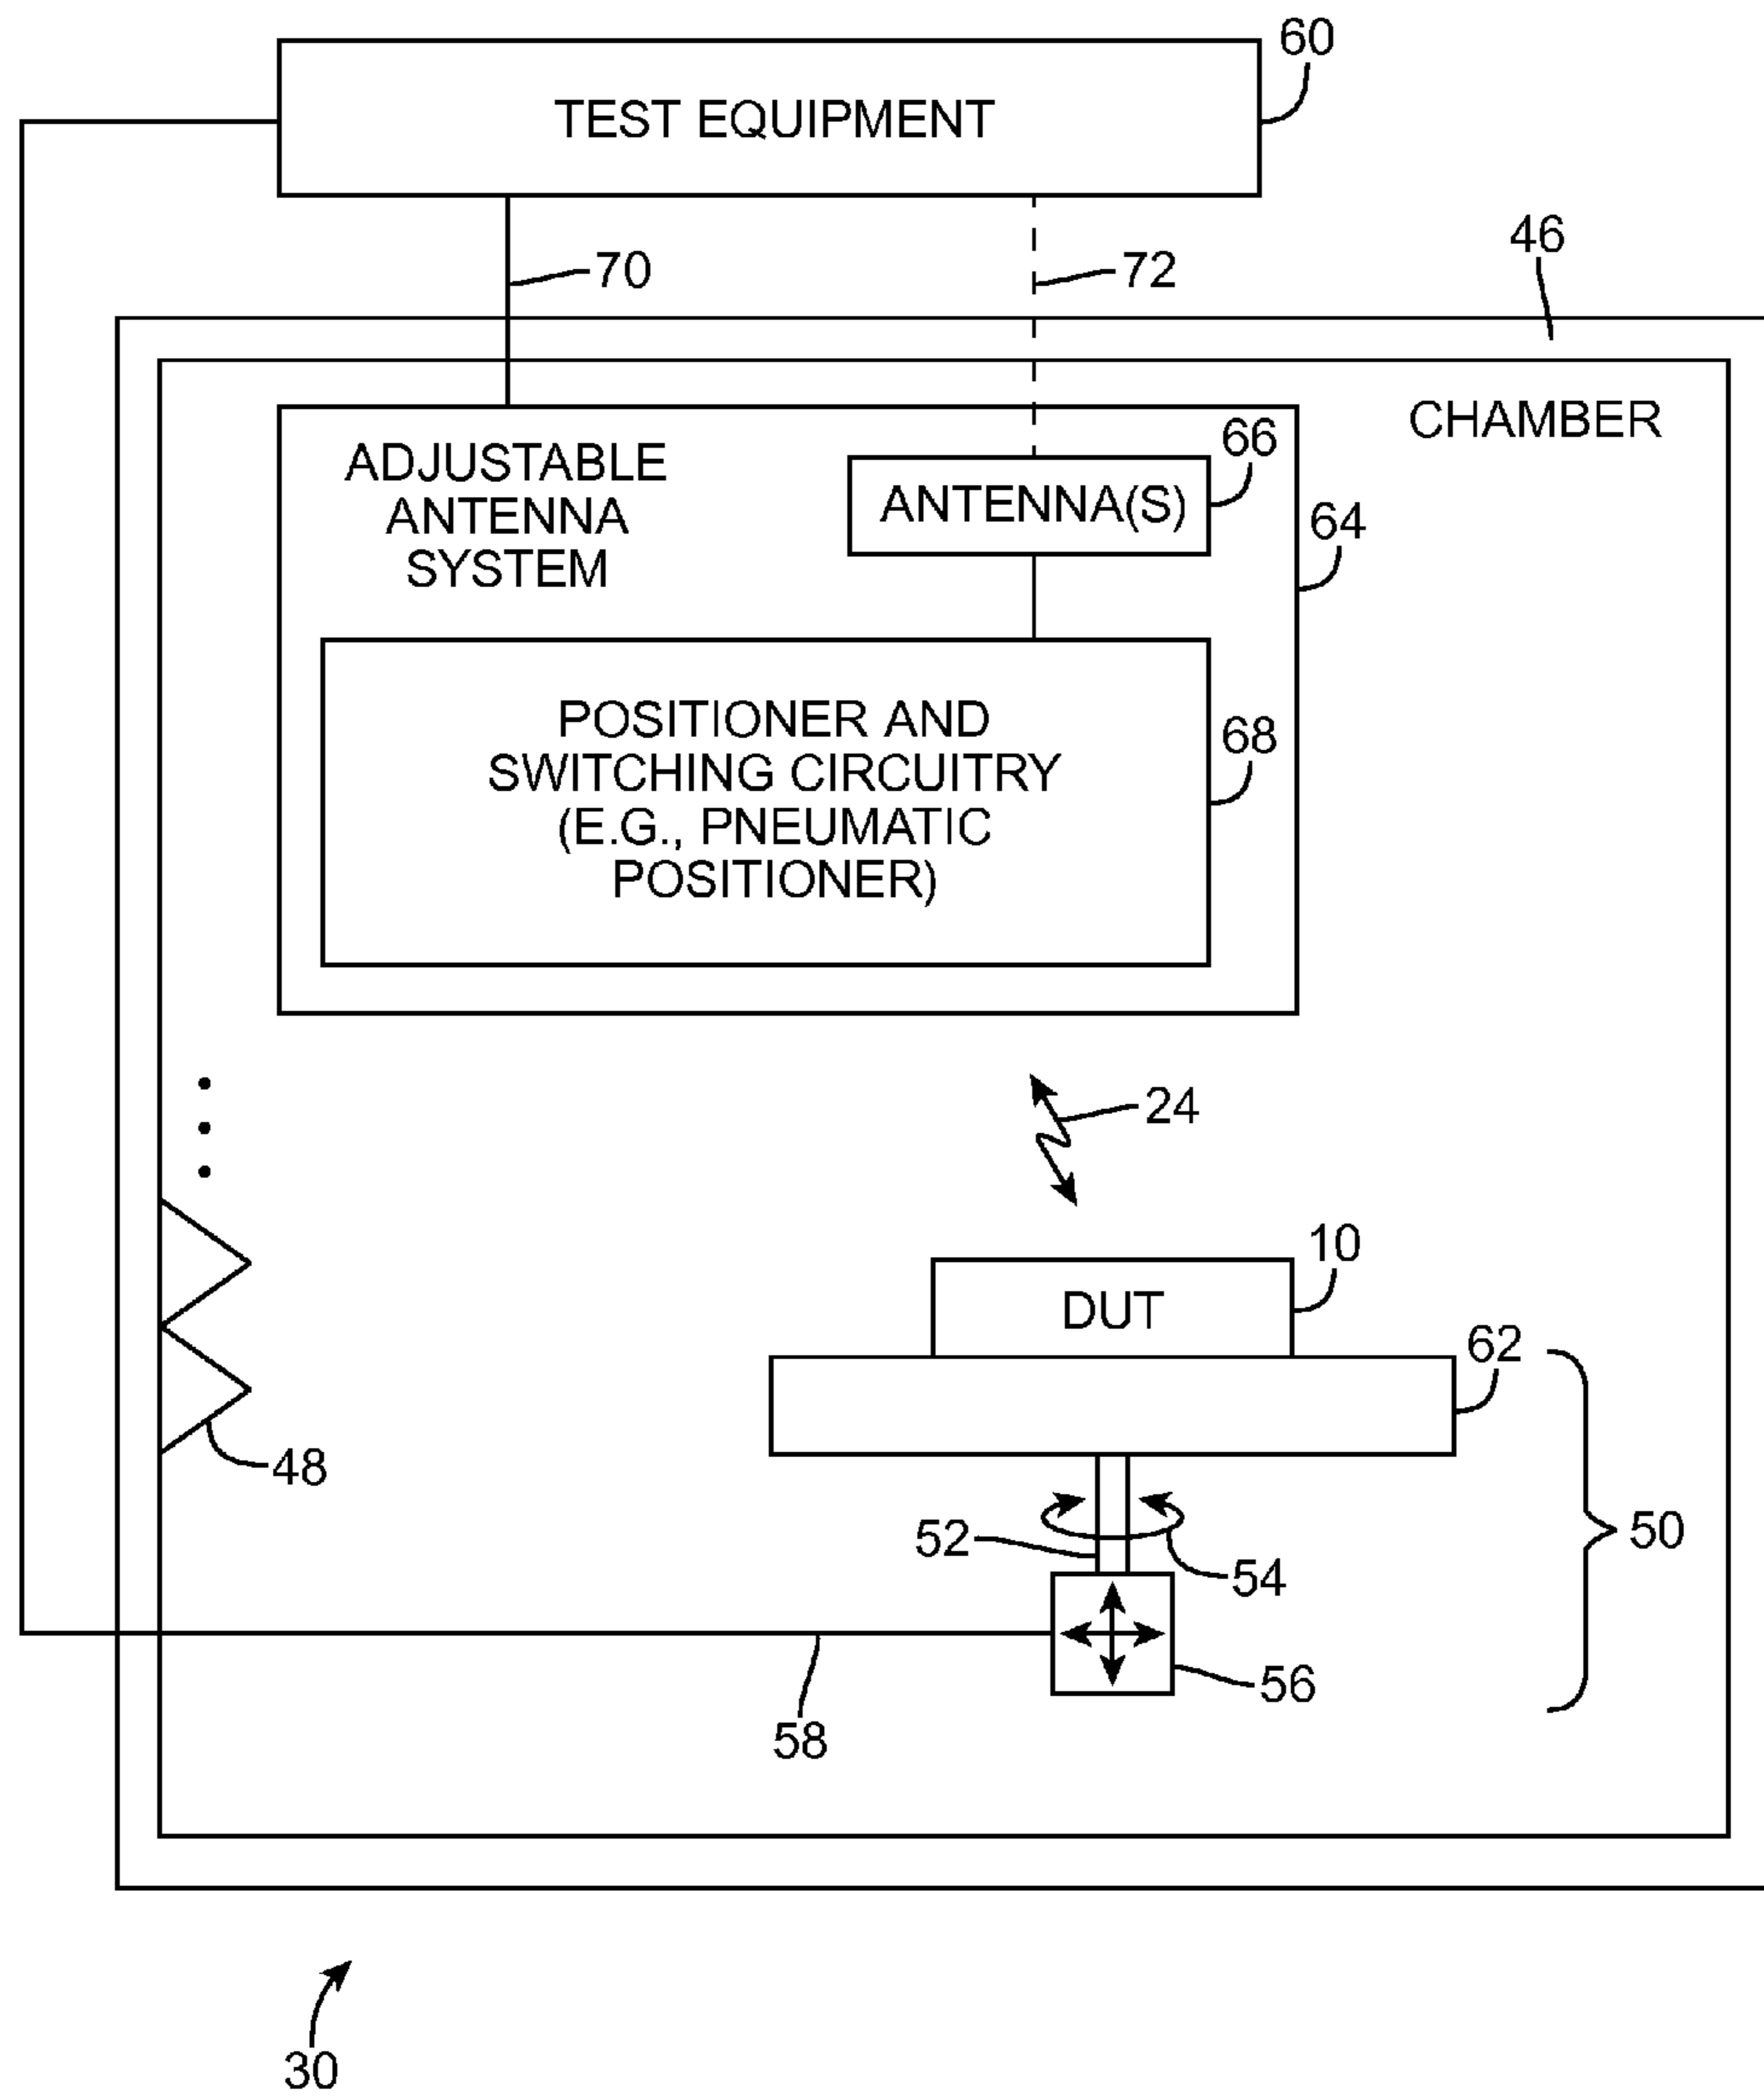 60
TEST EQUIPMENT
70
72
46
CHAMBER
ADJUSTABLE
ANTENNA
SYSTEM
66
ANTENNA(S)
64
POSITIONER AND
SWITCHING CIRCUITRY
(E.G., PNEUMATIC
POSITIONER)
68
24
10
DUT
62
48
52
54
50
56
58
30